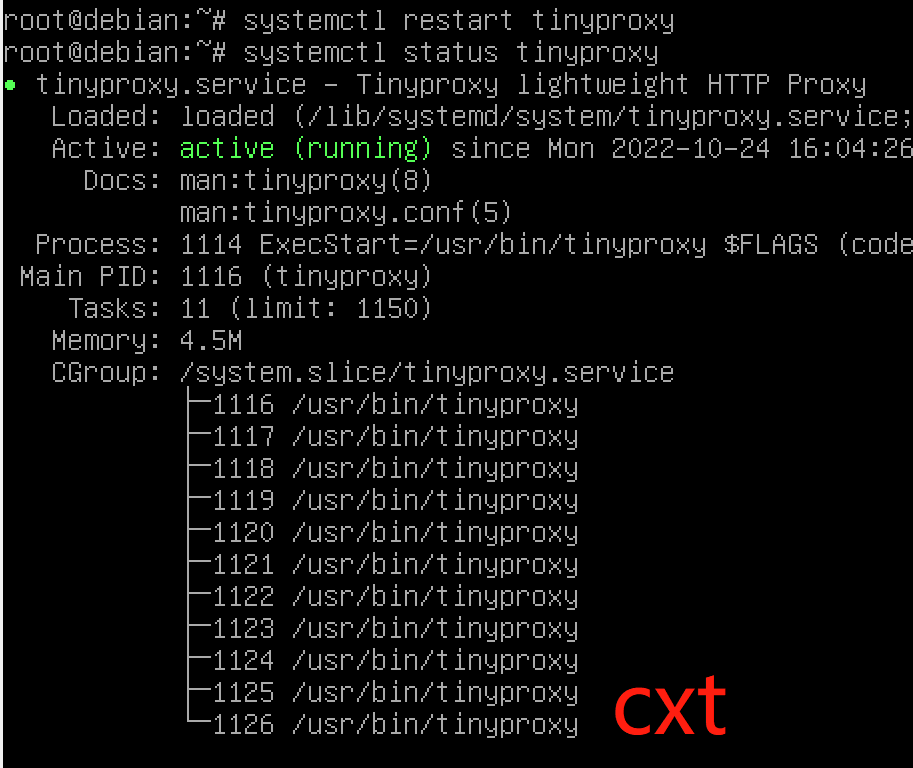 root@debian:~# systemctl restart tinyproxy
root@debian:~# systemctl status tinyproxy
● tinyproxy.service - Tinyproxy lightweight HTTP Proxy
   Loaded: loaded (/lib/systemd/system/tinyproxy.service;
   Active: active (running) since Mon 2022-10-24 16:04:26
     Docs: man:tinyproxy(8)
           man:tinyproxy.conf(5)
  Process: 1114 ExecStart=/usr/bin/tinyproxy $FLAGS (code
 Main PID: 1116 (tinyproxy)
    Tasks: 11 (limit: 1150)
   Memory: 4.5M
   CGroup: /system.slice/tinyproxy.service
           ├─1116 /usr/bin/tinyproxy
           ├─1117 /usr/bin/tinyproxy
           ├─1118 /usr/bin/tinyproxy
           ├─1119 /usr/bin/tinyproxy
           ├─1120 /usr/bin/tinyproxy
           ├─1121 /usr/bin/tinyproxy
           ├─1122 /usr/bin/tinyproxy
           ├─1123 /usr/bin/tinyproxy
           ├─1124 /usr/bin/tinyproxy
           ├─1125 /usr/bin/tinyproxy
           └─1126 /usr/bin/tinyproxy
cxt